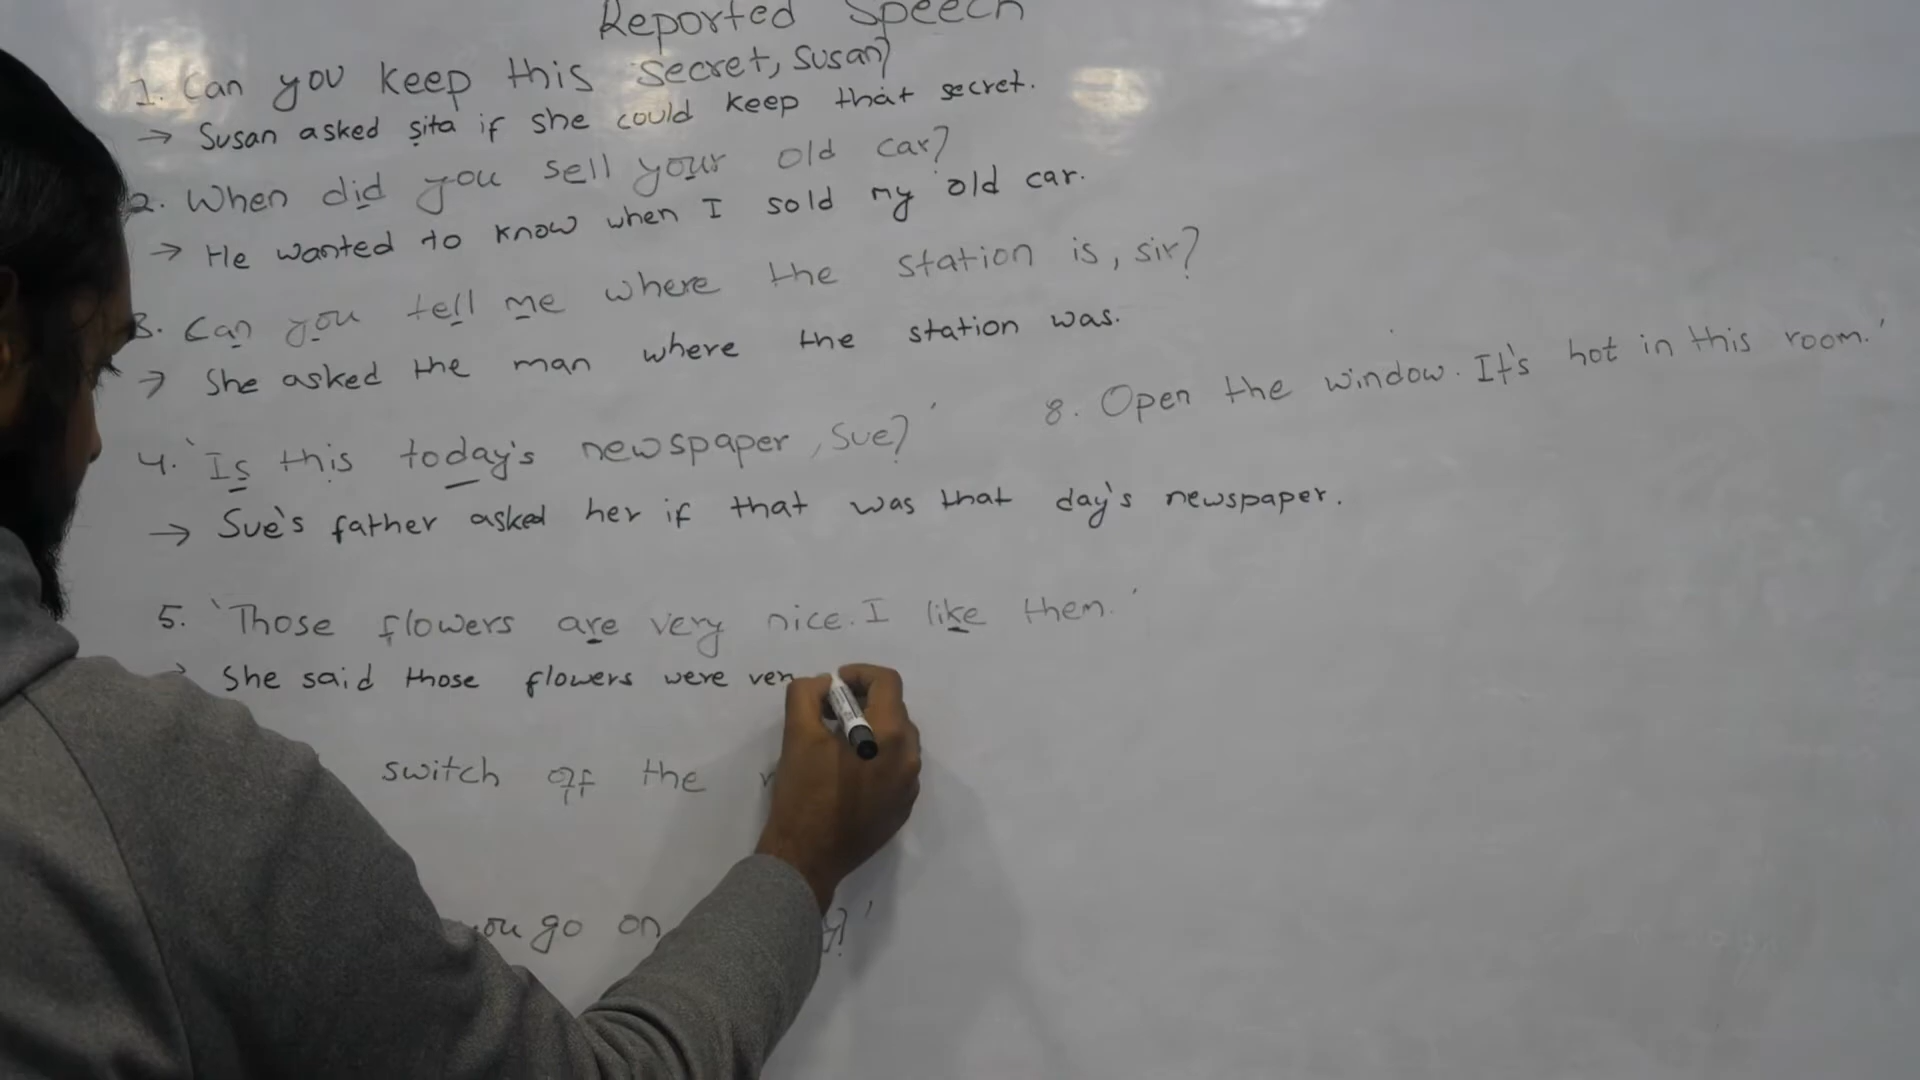 Reported Speech
1. Can you keep this secret, Susan?
→ Susan asked sita if she could keep that secret.
2. When did you sell your old car?
→ He wanted to know when I sold my old car.
3. Can you tell me where the station is, sir?
→ She asked the man where the station was.
4. 'Is this today's newspaper, Sue?'
→ Sue's father asked her if that was that day's newspaper.
8. Open the window. It's hot in this room.'
5. 'Those flowers are very nice. I like them.'
She said those flowers were ver
switch off the
you go on